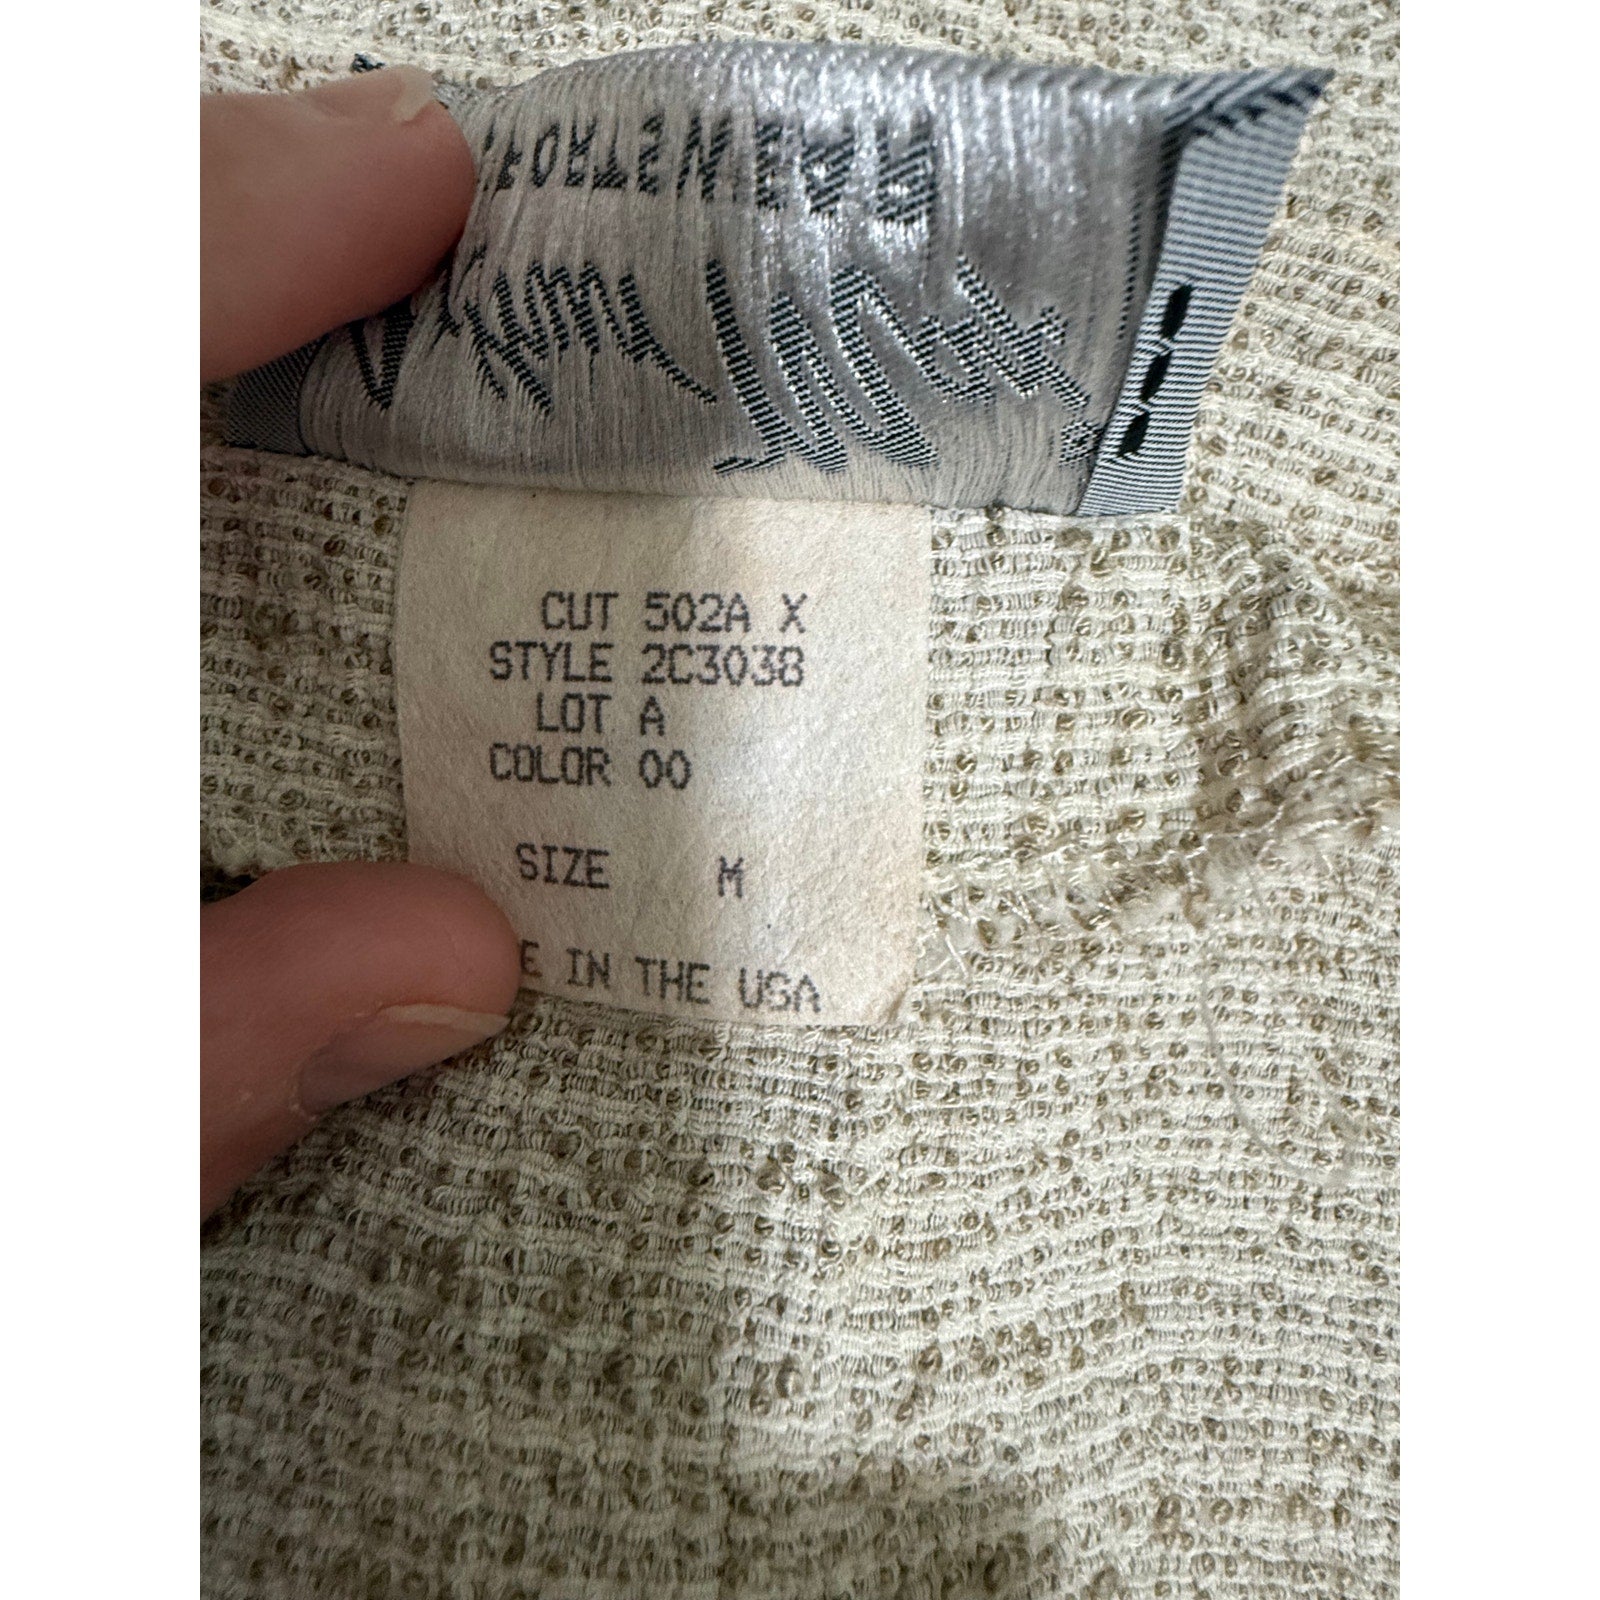 CUT 502A X
STYLE 2C3038
LOT A
COLOR 00
SIZE M
E IN THE USA